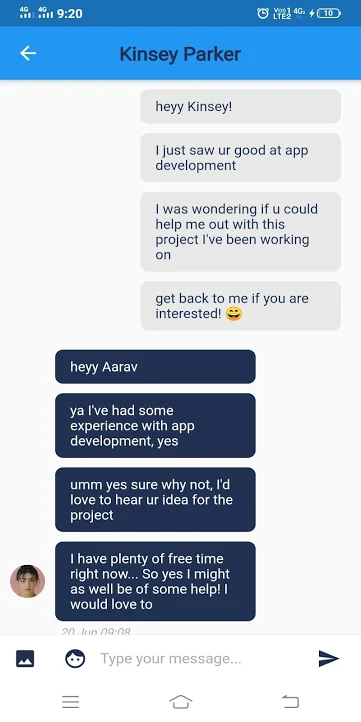 4G 4G 9:20 VoU 1 4G2 LTE2 10
Kinsey Parker
heyy Kinsey!
I just saw ur good at app
development
I was wondering if u could
help me out with this
project I've been working
on
get back to me if you are
interested! 😄
heyy Aarav
ya I've had some
experience with app
development, yes
umm yes sure why not, I'd
love to hear ur idea for the
project
I have plenty of free time
right now... So yes I might
as well be of some help! I
would love to
20 Jun 09:08
Type your message...